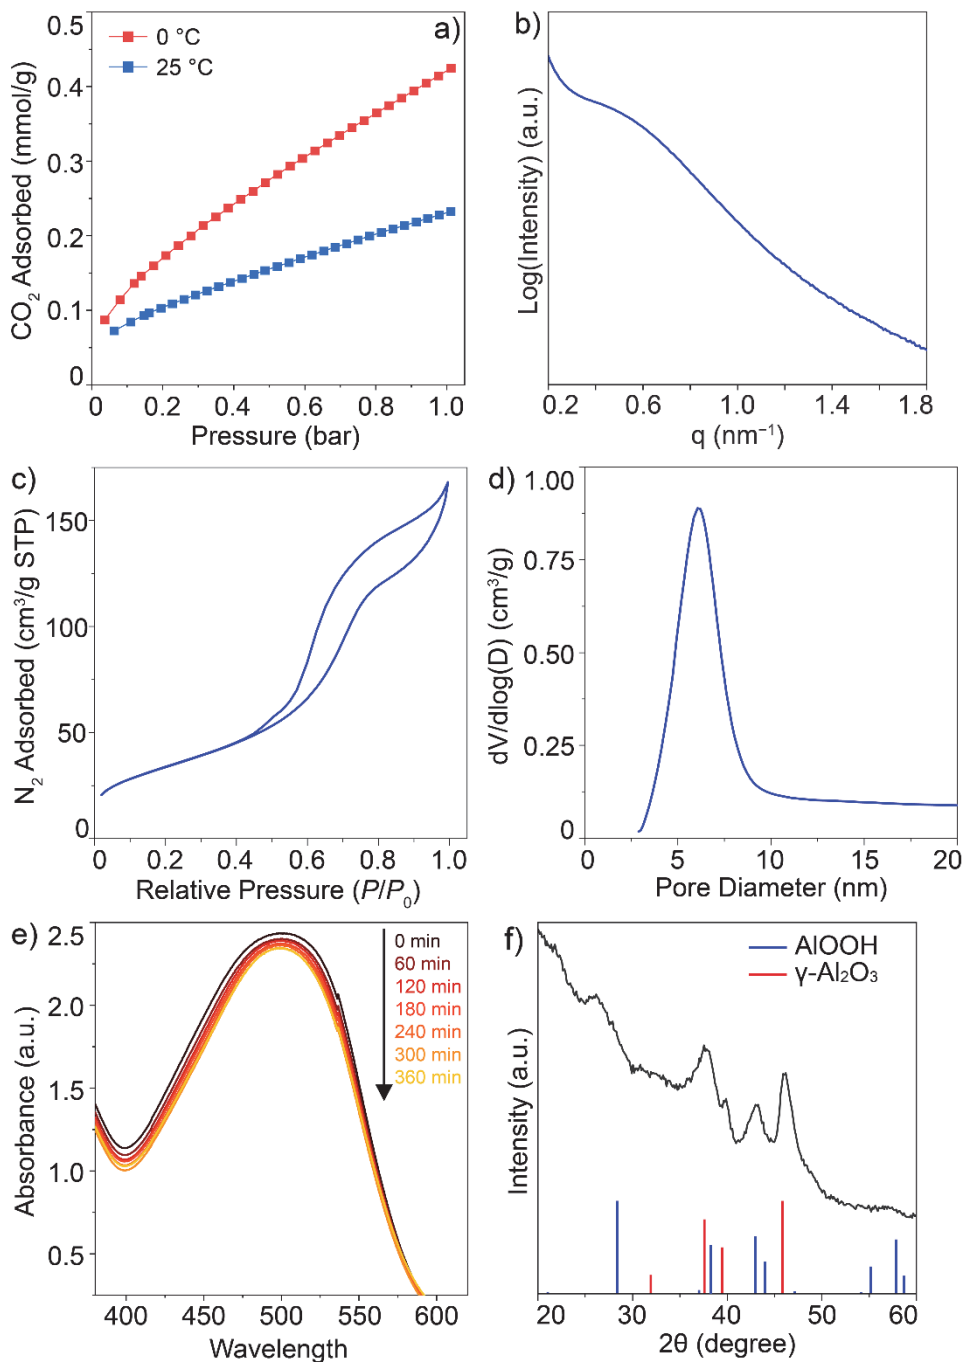 a)
0 °C
25 °C
CO₂ Adsorbed (mmol/g)
0.5
0.4
0.3
0.2
0.1
0
0 0.2 0.4 0.6 0.8 1.0
Pressure (bar)
b)
Log(Intensity) (a.u.)
0.2 0.6 1.0 1.4 1.8
q (nm⁻¹)
c)
N₂ Adsorbed (cm³/g STP)
150
100
50
0
0 0.2 0.4 0.6 0.8 1.0
Relative Pressure (P/P₀)
d)
dV/dlog(D) (cm³/g)
1.00
0.75
0.50
0.25
0
0 5 10 15 20
Pore Diameter (nm)
e)
0 min
60 min
120 min
180 min
240 min
300 min
360 min
Absorbance (a.u.)
2.5
2.0
1.5
1.0
0.5
400 450 500 550 600
Wavelength
f)
AlOOH
γ-Al₂O₃
Intensity (a.u.)
20 30 40 50 60
2θ (degree)